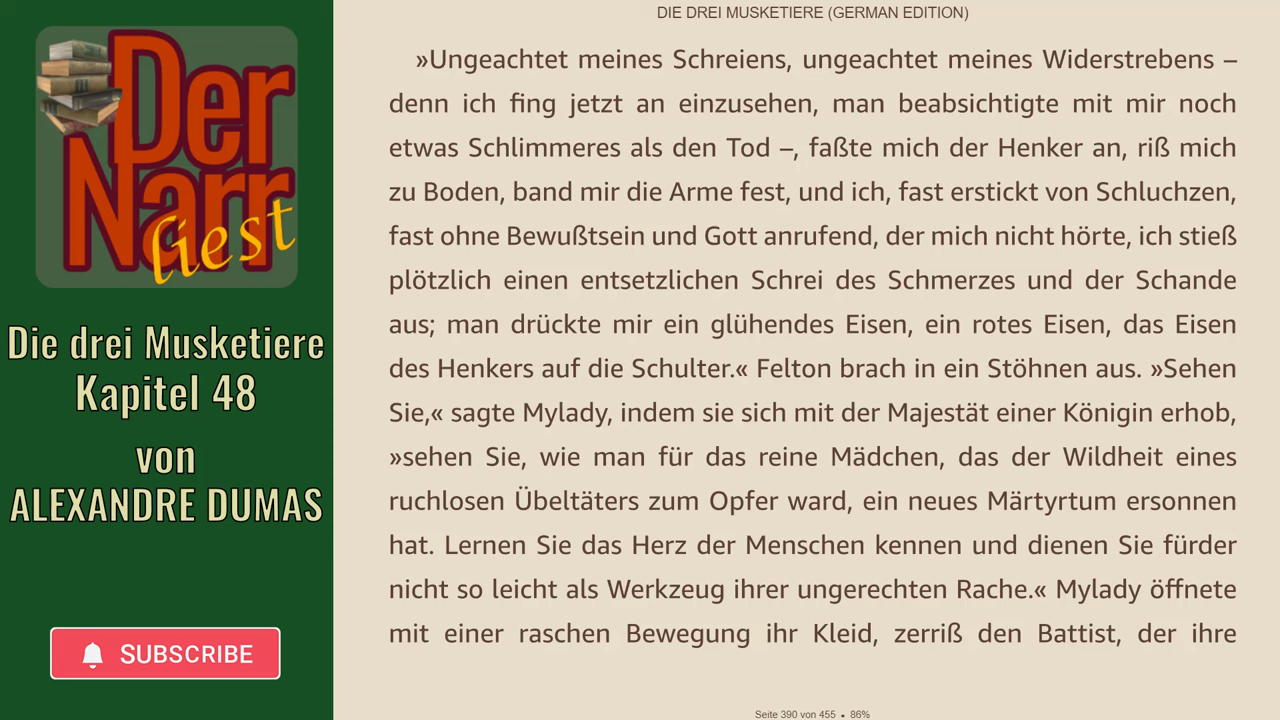 Der
Narr
liest
Die drei Musketiere
Kapitel 48
von
ALEXANDRE DUMAS
SUBSCRIBE
DIE DREI MUSKETIERE (GERMAN EDITION)
»Ungeachtet meines Schreiens, ungeachtet meines Widerstrebens –
denn ich fing jetzt an einzusehen, man beabsichtigte mit mir noch
etwas Schlimmeres als den Tod –, faßte mich der Henker an, riß mich
zu Boden, band mir die Arme fest, und ich, fast erstickt von Schluchzen,
fast ohne Bewußtsein und Gott anrufend, der mich nicht hörte, ich stieß
plötzlich einen entsetzlichen Schrei des Schmerzes und der Schande
aus; man drückte mir ein glühendes Eisen, ein rotes Eisen, das Eisen
des Henkers auf die Schulter.« Felton brach in ein Stöhnen aus. »Sehen
Sie,« sagte Mylady, indem sie sich mit der Majestät einer Königin erhob,
»sehen Sie, wie man für das reine Mädchen, das der Wildheit eines
ruchlosen Übeltäters zum Opfer ward, ein neues Märtyrtum ersonnen
hat. Lernen Sie das Herz der Menschen kennen und dienen Sie fürder
nicht so leicht als Werkzeug ihrer ungerechten Rache.« Mylady öffnete
mit einer raschen Bewegung ihr Kleid, zerriß den Battist, der ihre
Seite 390 von 455 • 86%